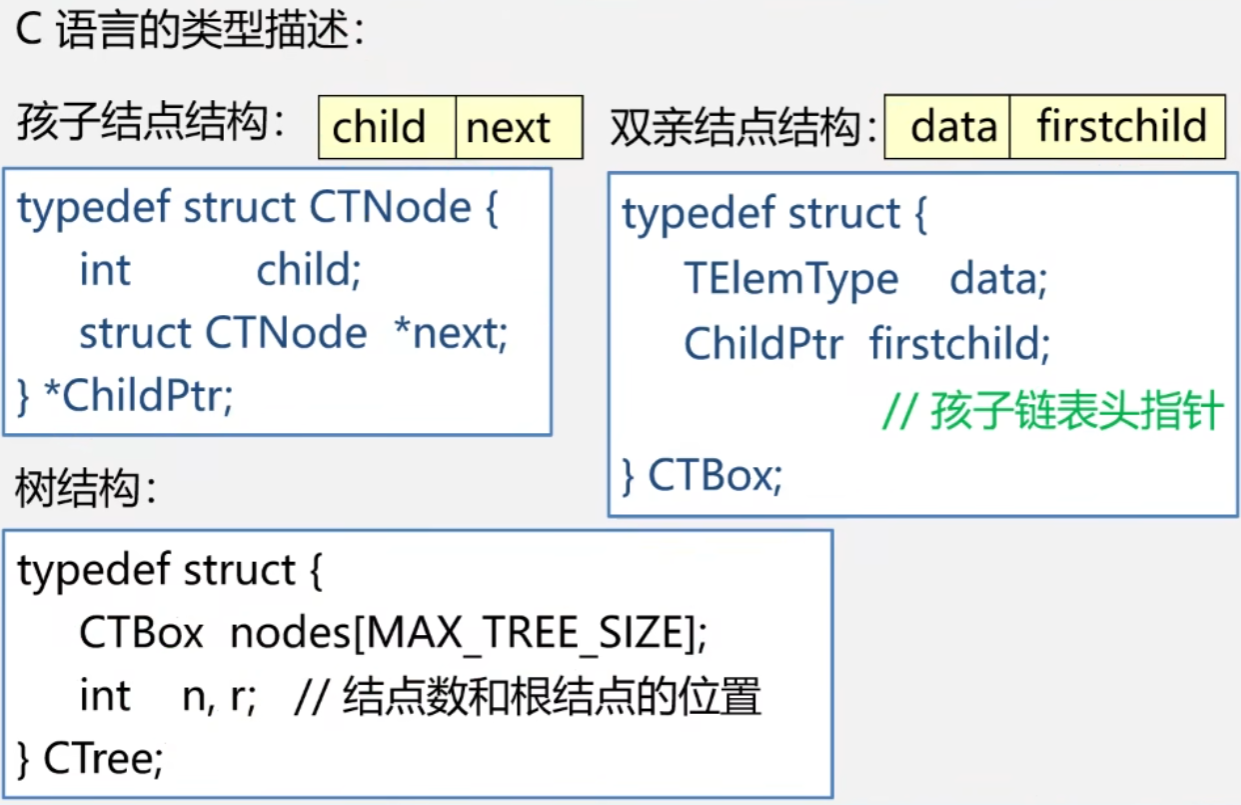 C 语言的类型描述：
孩子结点结构： child next
typedef struct CTNode {
int child;
struct CTNode *next;
} *ChildPtr;
双亲结点结构： data firstchild
typedef struct {
TElemType data;
ChildPtr firstchild;
// 孩子链表头指针
} CTBox;
树结构：
typedef struct {
CTBox nodes[MAX_TREE_SIZE];
int n, r; // 结点数和根结点的位置
} CTree;